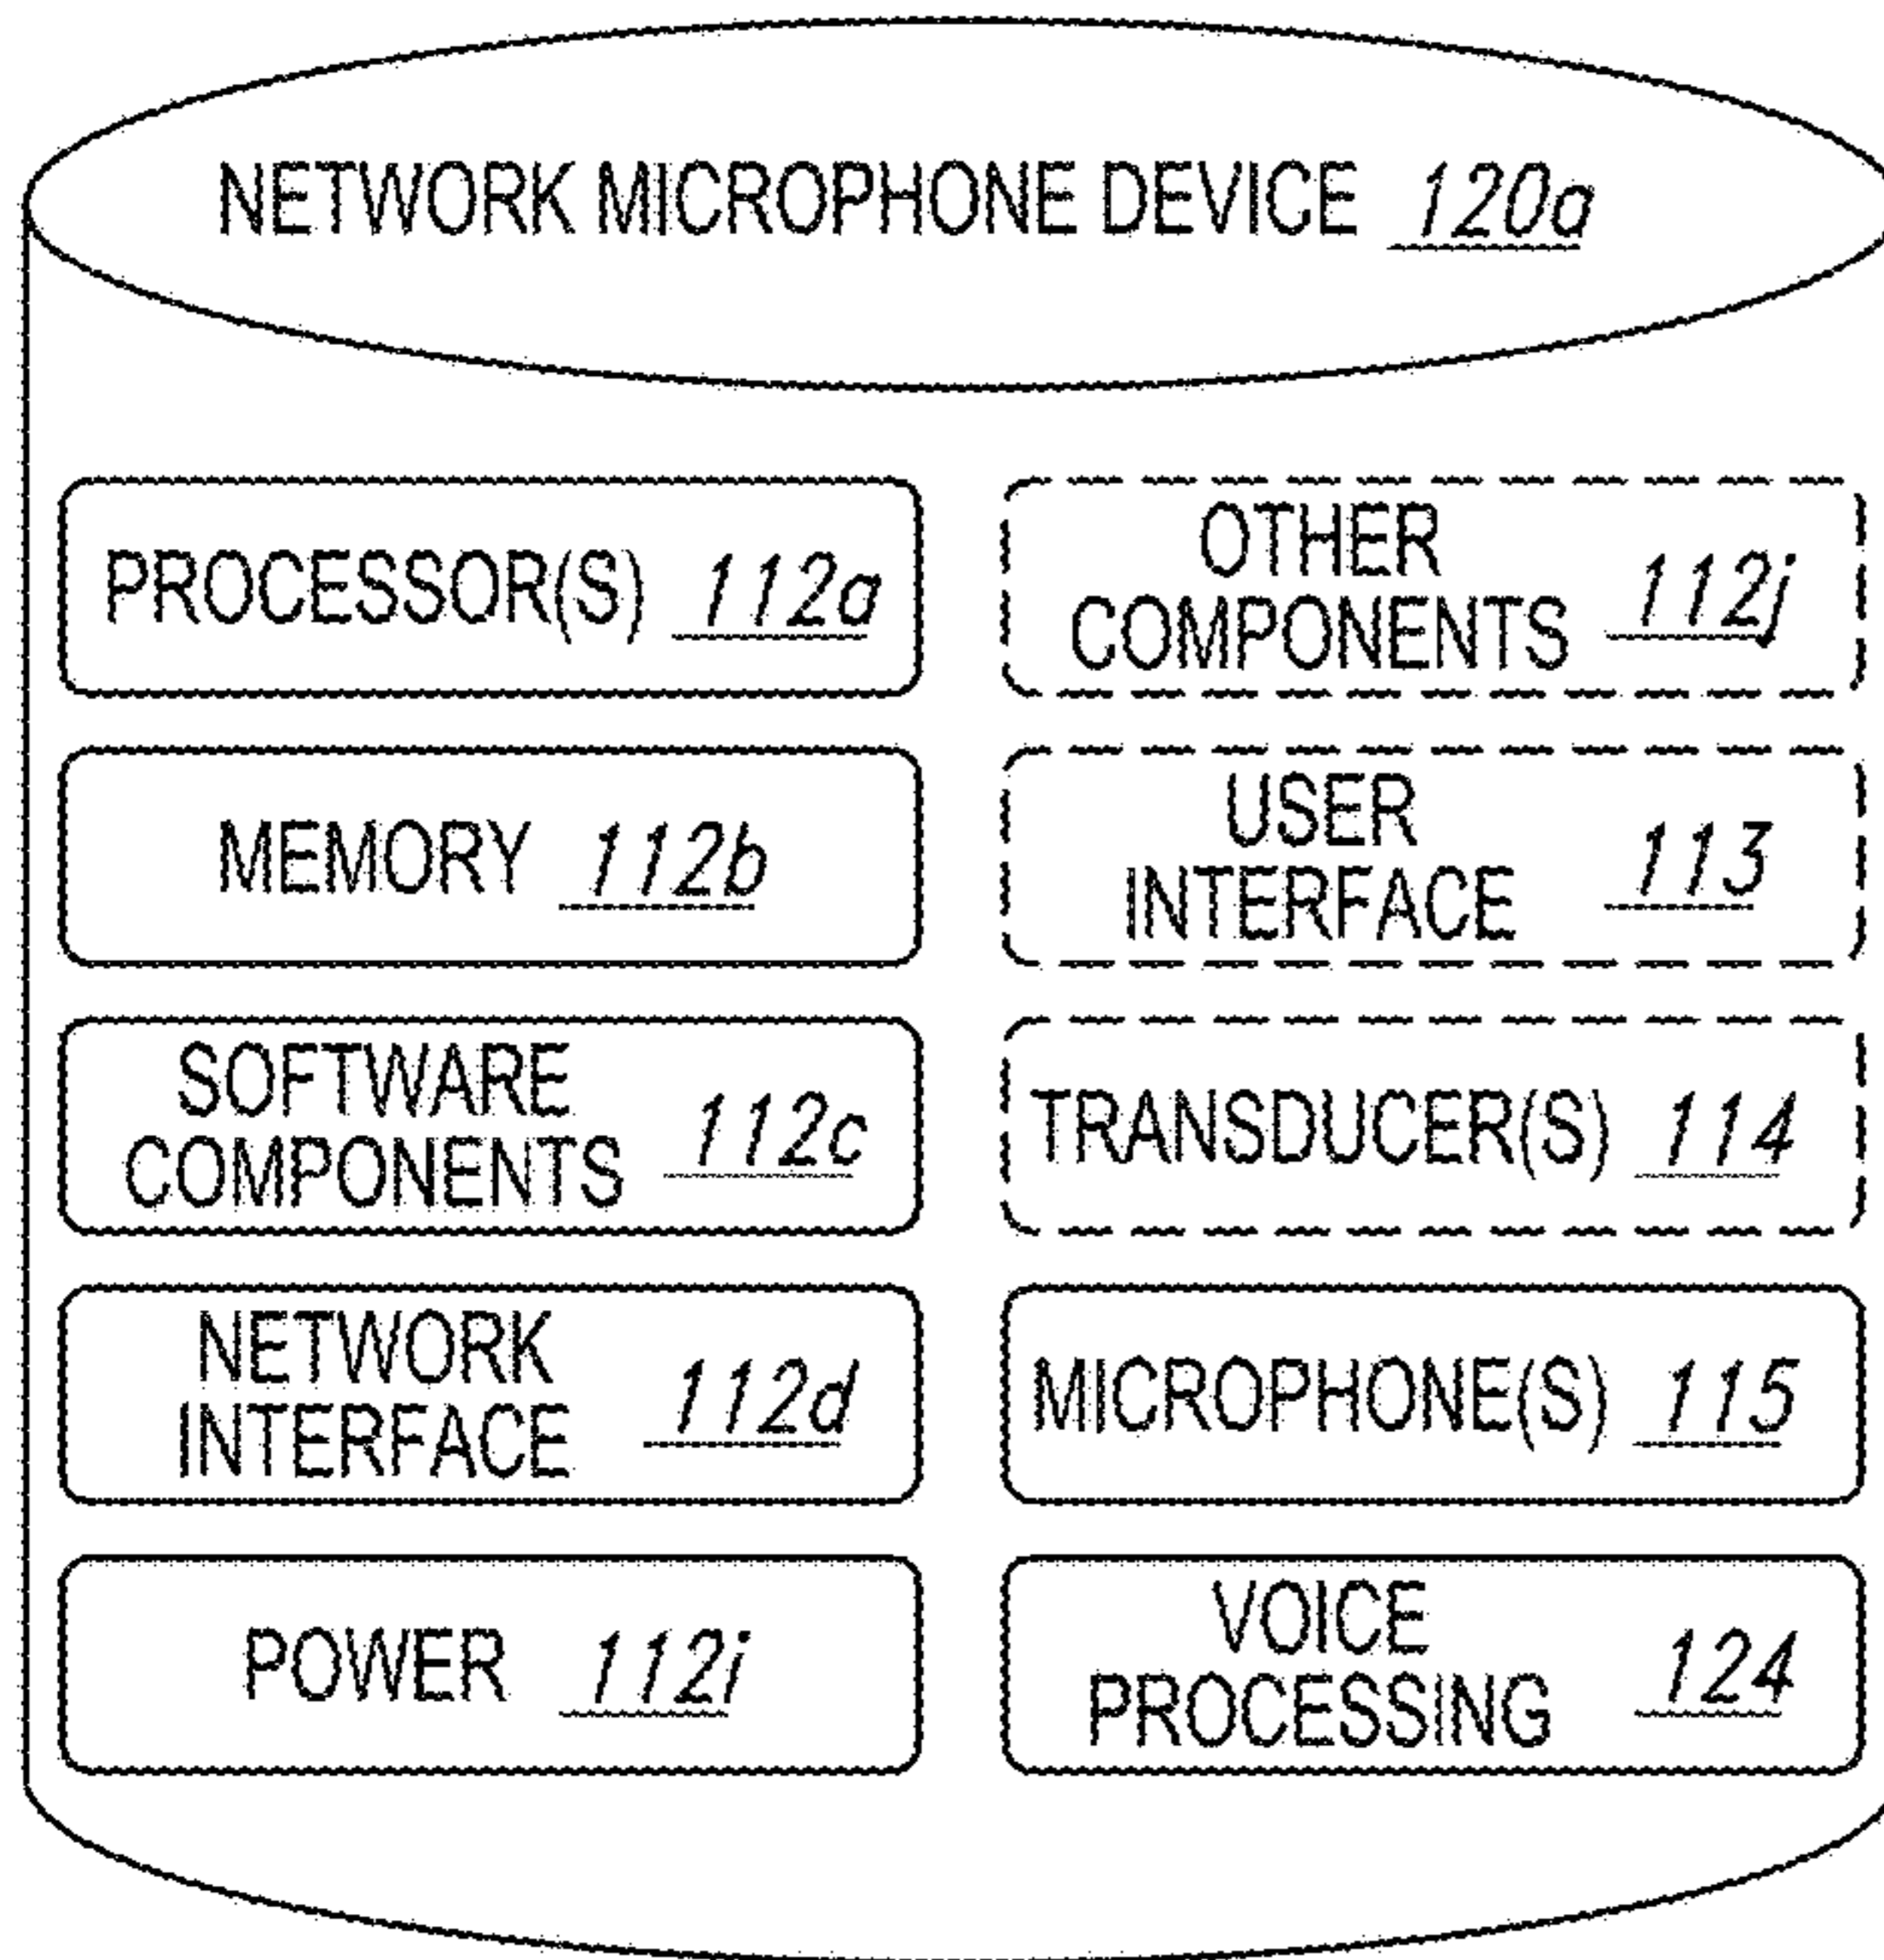 NETWORK MICROPHONE DEVICE 120a
PROCESSOR(S) 112a
MEMORY 112b
SOFTWARE
COMPONENTS 112c
NETWORK
INTERFACE 112d
POWER 112i
OTHER
COMPONENTS 112j
USER
INTERFACE 113
TRANSDUCER(S) 114
MICROPHONE(S) 115
VOICE
PROCESSING 124